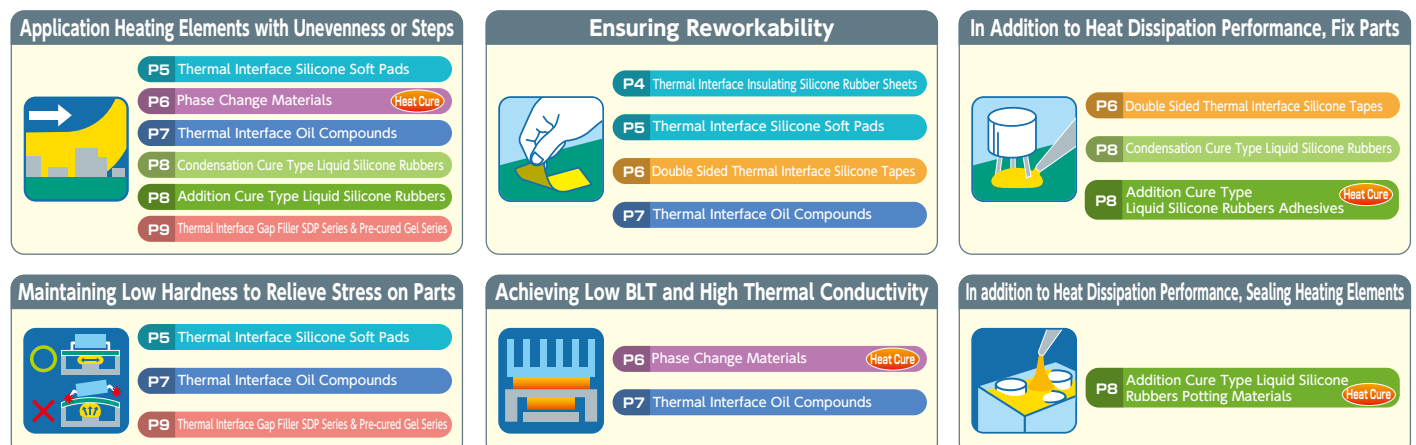 Application Heating Elements with Unevenness or Steps
P5 Thermal Interface Silicone Soft Pads
P6 Phase Change Materials Heat Cure
P7 Thermal Interface Oil Compounds
P8 Condensation Cure Type Liquid Silicone Rubbers
P8 Addition Cure Type Liquid Silicone Rubbers
P9 Thermal Interface Gap Filler SDP Series & Pre-cured Gel Series
Ensuring Reworkability
P4 Thermal Interface Insulating Silicone Rubber Sheets
P5 Thermal Interface Silicone Soft Pads
P6 Double Sided Thermal Interface Silicone Tapes
P7 Thermal Interface Oil Compounds
In Addition to Heat Dissipation Performance, Fix Parts
P6 Double Sided Thermal Interface Silicone Tapes
P8 Condensation Cure Type Liquid Silicone Rubbers
P8 Addition Cure Type
Liquid Silicone Rubbers Adhesives Heat Cure
Maintaining Low Hardness to Relieve Stress on Parts
P5 Thermal Interface Silicone Soft Pads
P7 Thermal Interface Oil Compounds
P9 Thermal Interface Gap Filler SDP Series & Pre-cured Gel Series
Achieving Low BLT and High Thermal Conductivity
P6 Phase Change Materials Heat Cure
P7 Thermal Interface Oil Compounds
In addition to Heat Dissipation Performance, Sealing Heating Elements
P8 Addition Cure Type Liquid Silicone
Rubbers Potting Materials Heat Cure